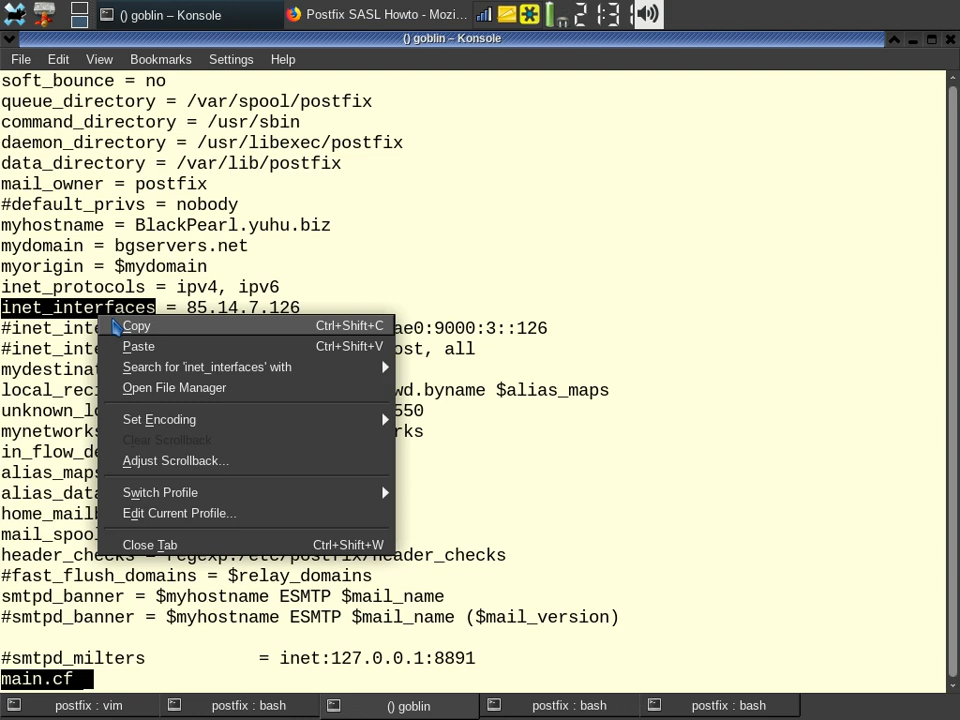 () goblin – Konsole
Postfix SASL Howto - Mozi...
2:31
() goblin – Konsole
File Edit View Bookmarks Settings Help
soft_bounce = no
queue_directory = /var/spool/postfix
command_directory = /usr/sbin
daemon_directory = /usr/libexec/postfix
data_directory = /var/lib/postfix
mail_owner = postfix
#default_privs = nobody
myhostname = BlackPearl.yuhu.biz
mydomain = bgservers.net
myorigin = $mydomain
inet_protocols = ipv4, ipv6
inet_interfaces = 85.14.7.126
Copy Ctrl+Shift+C
Paste Ctrl+Shift+V
Search for 'inet_interfaces' with
Open File Manager
Set Encoding
Clear Scrollback
Adjust Scrollback...
Switch Profile
Edit Current Profile...
Close Tab Ctrl+Shift+W
#inet_inte ae0:9000:3::126
#inet_inte ost, all
mydestinat
local_reci wd.byname $alias_maps
unknown_lo 550
mynetworks rks
in_flow_de
alias_maps
alias_data
home_mailb
mail_spool
header_checks = regexp:/etc/postfix/header_checks
#fast_flush_domains = $relay_domains
smtpd_banner = $myhostname ESMTP $mail_name
#smtpd_banner = $myhostname ESMTP $mail_name ($mail_version)
#smtpd_milters = inet:127.0.0.1:8891
main.cf
postfix : vim
postfix : bash
() goblin
postfix : bash
postfix : bash